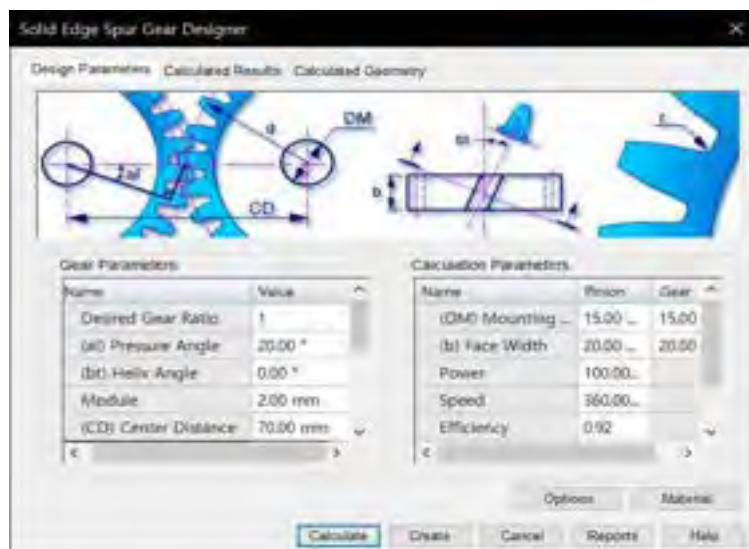 Solid Edge Spur Gear Designer
Design Parameters Calculated Results Calculated Geometry
DM
a
CD
b
r
Gear Parameters
Name Value
Desired Gear Ratio 1
(al) Pressure Angle 20.00 °
(bt) Helix Angle 0.00 °
Module 2.00 mm
(CD) Center Distance 70.00 mm
Calculation Parameters
Name Pinion Gear
(DM) Mounting ... 15.00 ... 15.00
(b) Face Width 20.00 ... 20.00
Power 100.00...
Speed 360.00...
Efficiency 0.92
Options Material
Calculate Create Cancel Reports Help